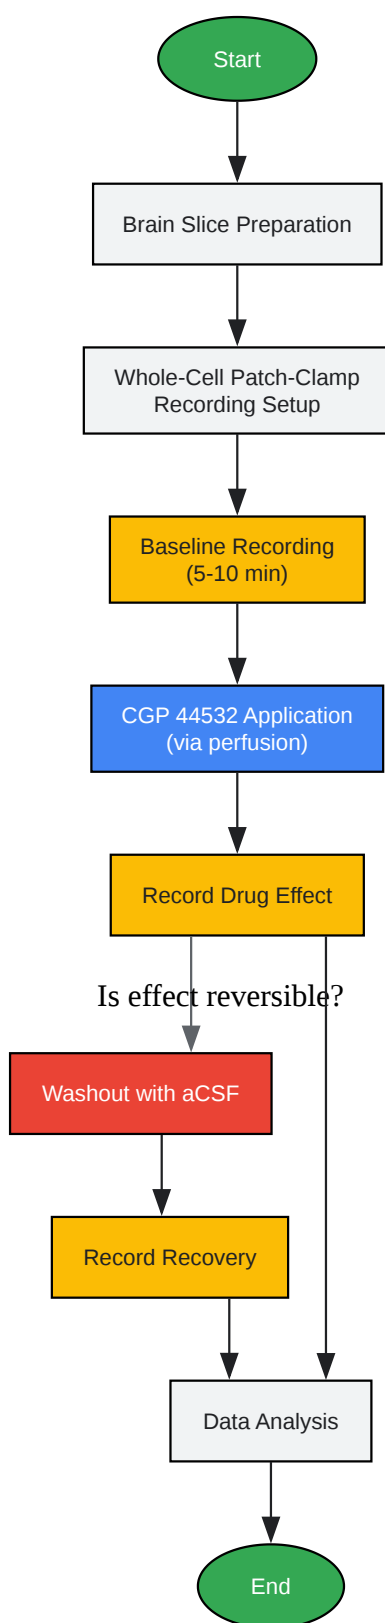 Start
Brain Slice Preparation
Whole-Cell Patch-Clamp
Recording Setup
Baseline Recording
(5-10 min)
CGP 44532 Application
(via perfusion)
Record Drug Effect
Is effect reversible?
Washout with aCSF
Record Recovery
Data Analysis
End